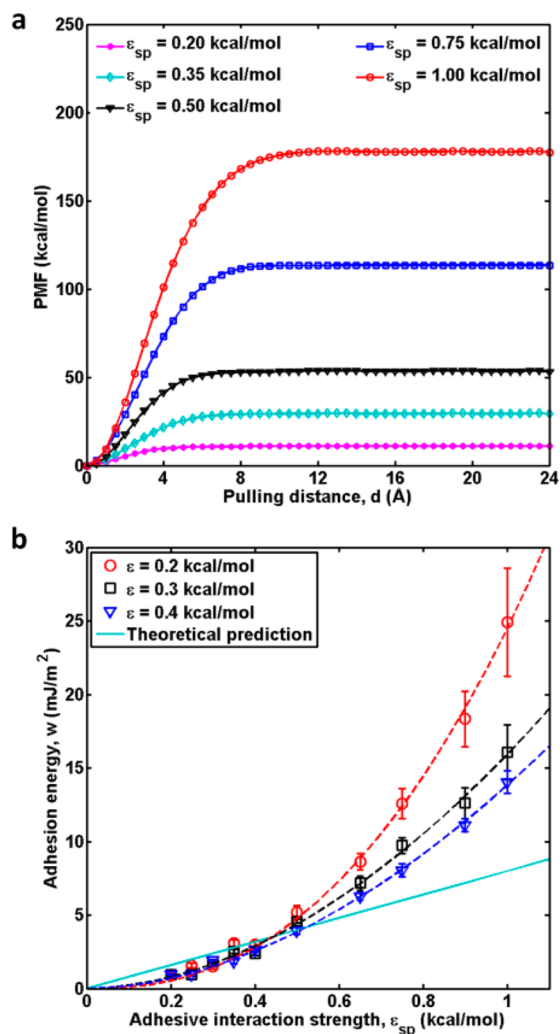 a
250
200
150
100
50
0
PMF (kcal/mol)
ε_sp = 0.20 kcal/mol
ε_sp = 0.35 kcal/mol
ε_sp = 0.50 kcal/mol
ε_sp = 0.75 kcal/mol
ε_sp = 1.00 kcal/mol
0 4 8 12 16 20 24
Pulling distance, d (Å)
b
30
25
20
15
10
5
0
Adhesion energy, w (mJ/m²)
ε = 0.2 kcal/mol
ε = 0.3 kcal/mol
ε = 0.4 kcal/mol
Theoretical prediction
0 0.2 0.4 0.6 0.8 1
Adhesive interaction strength, ε_sp (kcal/mol)